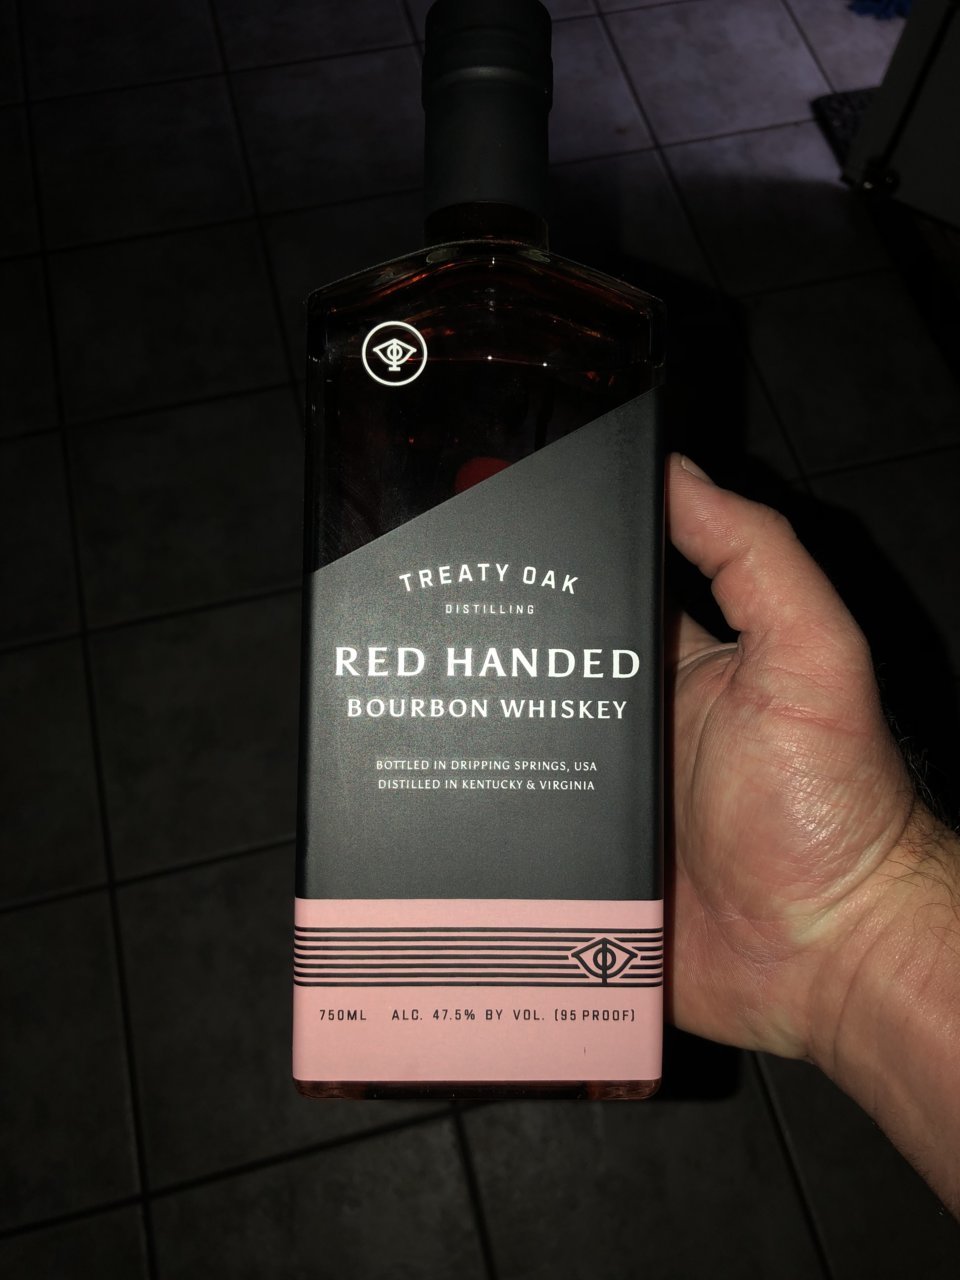 TREATY OAK
DISTILLING
RED HANDED
BOURBON WHISKEY
BOTTLED IN DRIPPING SPRINGS, USA
DISTILLED IN KENTUCKY & VIRGINIA
750ML ALC. 47.5% BY VOL. (95 PROOF)